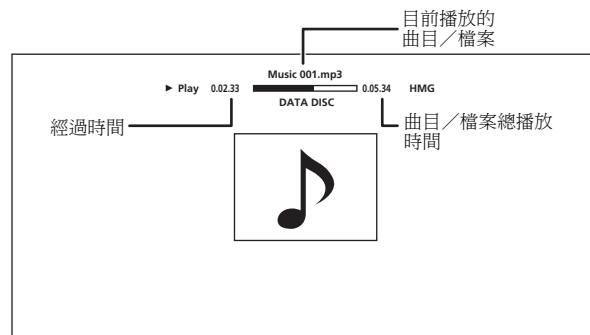 目前播放的
曲目／檔案
Music 001.mp3
► Play 0.02.33 0.05.34 HMG
DATA DISC
經過時間
曲目／檔案總播放
時間